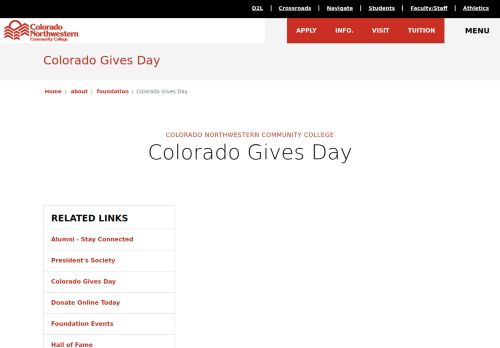 D2L | Crossroads | Navigate | Students | Faculty/Staff | Athletics
Colorado
Northwestern
Community College
APPLY INFO. VISIT TUITION MENU
Colorado Gives Day
Home / about / foundation / Colorado Gives Day
COLORADO NORTHWESTERN COMMUNITY COLLEGE
Colorado Gives Day
RELATED LINKS
Alumni - Stay Connected
President's Society
Colorado Gives Day
Donate Online Today
Foundation Events
Hall of Fame